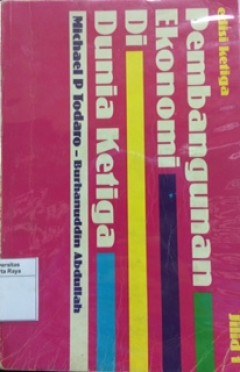 edisi ketiga
Pembangunan
Ekonomi
Di
Dunia Ketiga
Michael P Todaro - Burhanuddin Abdullah
Jilid 1